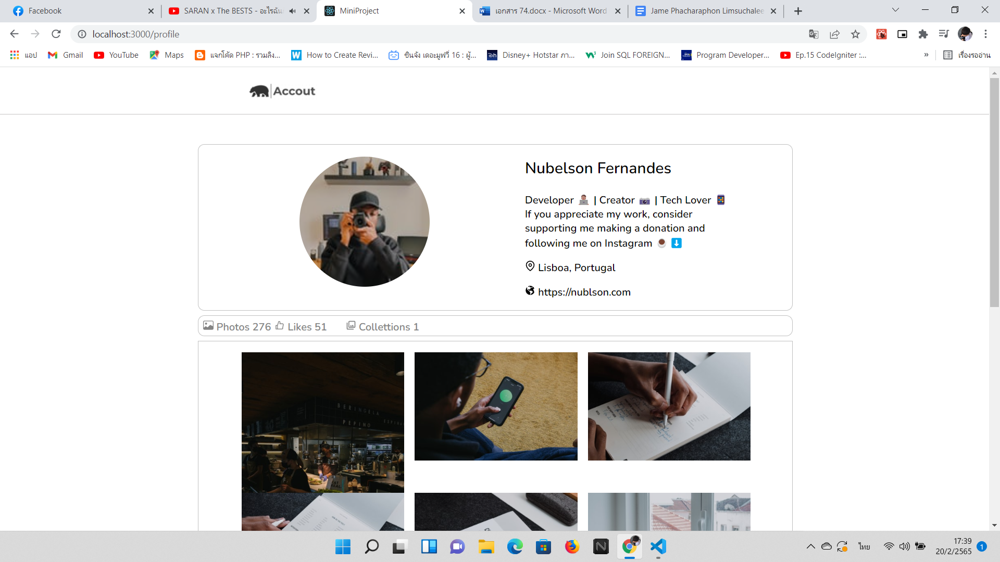 Facebook
SARAN x The BESTS - อะไรฉัน
MiniProject
เอกสาร 74.docx - Microsoft Word
Jame Phacharaphon Limsuchalee
localhost:3000/profile
แอป
Gmail
YouTube
Maps
แจกโค้ด PHP : รวมลิง...
How to Create Revi...
ชินจัง เดอะมูฟวี่ 16 : ผู้...
Disney+ Hotstar ภา...
Join SQL FOREIGN...
Program Developer...
Ep.15 CodeIgniter :...
»
เรื่องรออ่าน
Accout
Nubelson Fernandes
Developer 👨🏽‍💻 | Creator 📷 | Tech Lover 📱
If you appreciate my work, consider
supporting me making a donation and
following me on Instagram ☕ ⬇️
Lisboa, Portugal
https://nublson.com
Photos 276 Likes 51 Collettions 1
BERINGELA
PEPINO
ไทย
17:39
20/2/2565
1